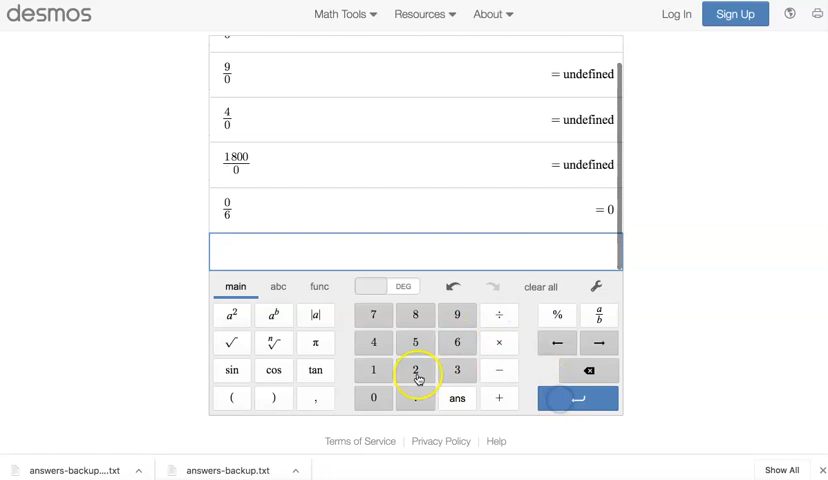 desmos Math Tools Resources About Log In Sign Up
9/0 = undefined
4/0 = undefined
1800/0 = undefined
0/6 = 0
main abc func DEG clear all
a² aᵇ |a| 7 8 9 ÷ % a/b
√ ⁿ√ π 4 5 6 × ← →
sin cos tan 1 2 3 −
( ) , 0 . ans +
Terms of Service | Privacy Policy | Help
answers-backup....txt answers-backup.txt Show All